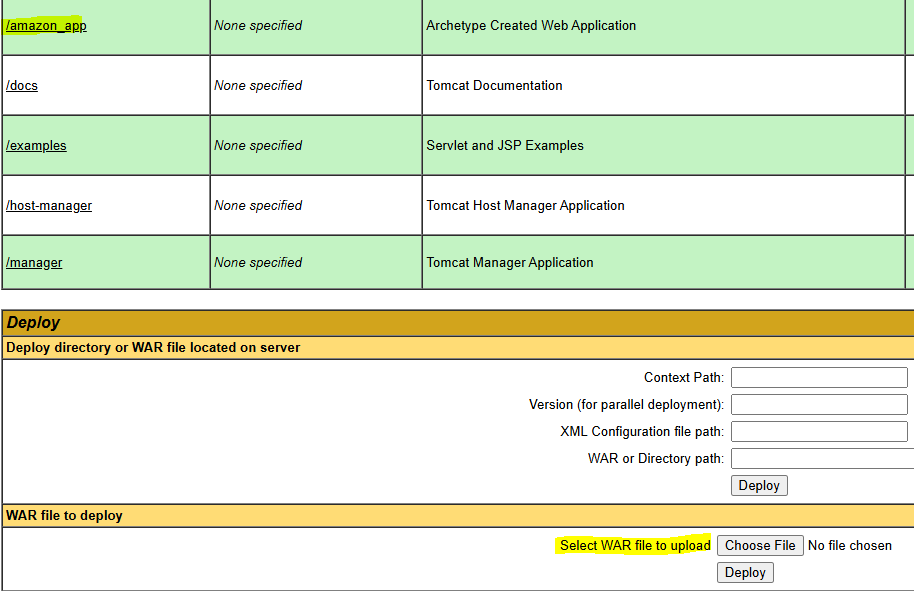 /amazon_app None specified Archetype Created Web Application
/docs None specified Tomcat Documentation
/examples None specified Servlet and JSP Examples
/host-manager None specified Tomcat Host Manager Application
/manager None specified Tomcat Manager Application
Deploy
Deploy directory or WAR file located on server
Context Path:
Version (for parallel deployment):
XML Configuration file path:
WAR or Directory path:
Deploy
WAR file to deploy
Select WAR file to upload Choose File No file chosen
Deploy